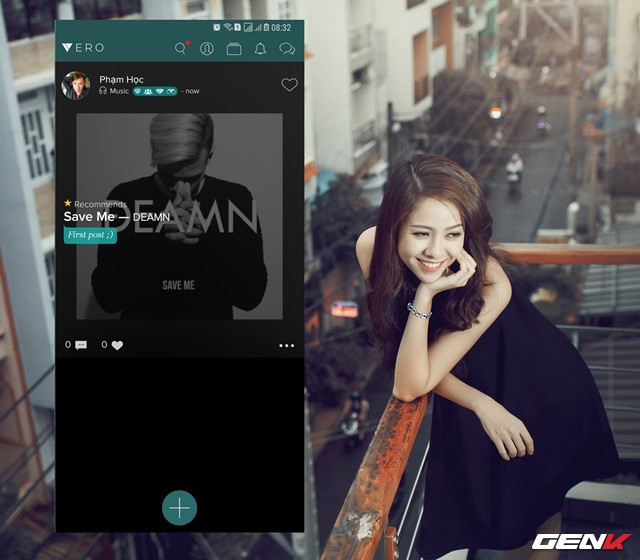 08:32
VERO
Phạm Học
Music - now
DEAMN
Recommends
Save Me — DEAMN
First post ;)
SAVE ME
0 0
GENK